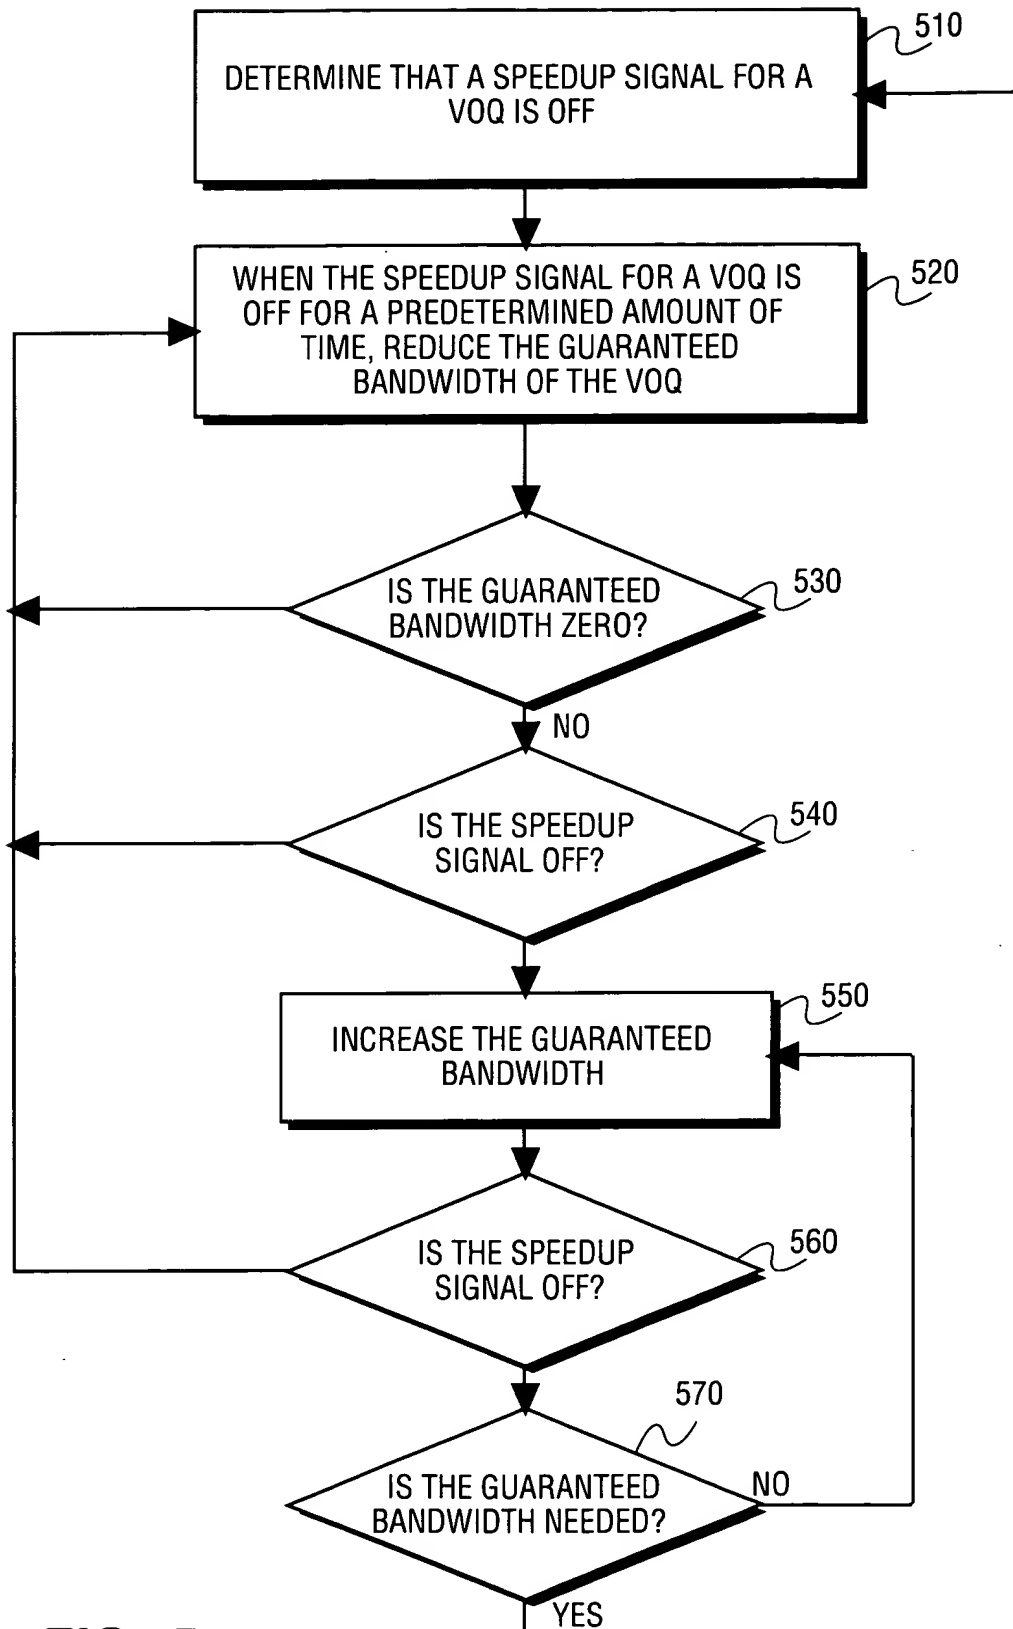 510
DETERMINE THAT A SPEEDUP SIGNAL FOR A
VOQ IS OFF
520
WHEN THE SPEEDUP SIGNAL FOR A VOQ IS
OFF FOR A PREDETERMINED AMOUNT OF
TIME, REDUCE THE GUARANTEED
BANDWIDTH OF THE VOQ
530
IS THE GUARANTEED
BANDWIDTH ZERO?
NO
540
IS THE SPEEDUP
SIGNAL OFF?
550
INCREASE THE GUARANTEED
BANDWIDTH
560
IS THE SPEEDUP
SIGNAL OFF?
570
IS THE GUARANTEED
BANDWIDTH NEEDED?
NO
YES